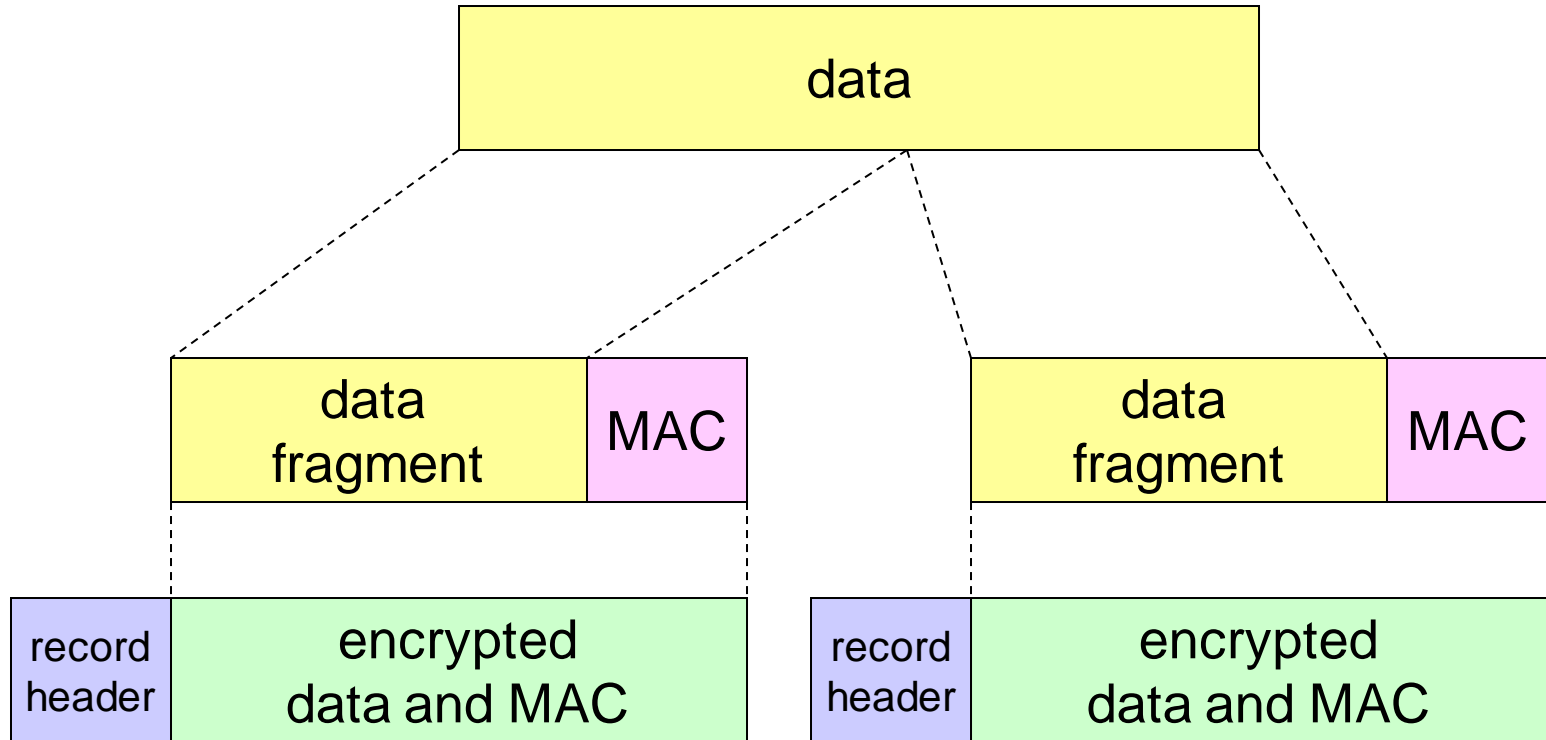 data
data
fragment
MAC
data
fragment
MAC
record
header
encrypted
data and MAC
record
header
encrypted
data and MAC